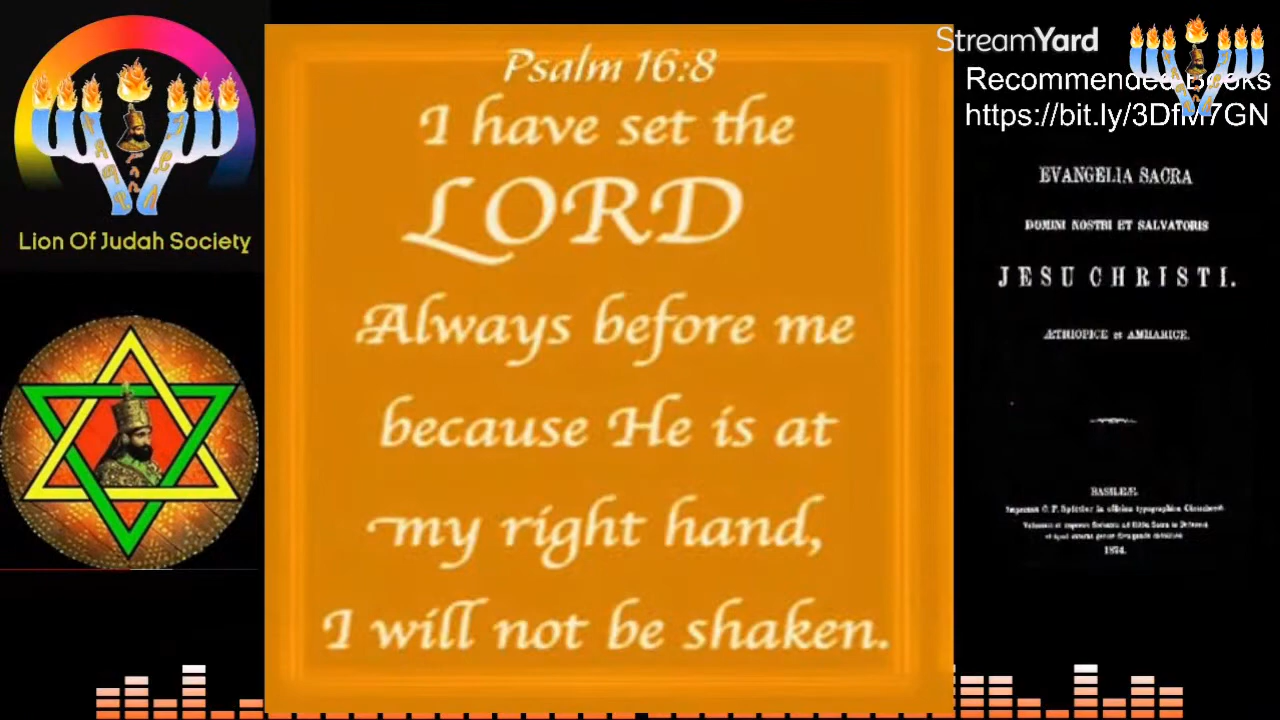 Psalm 16:8
I have set the
LORD
Always before me
because He is at
my right hand,
I will not be shaken.
Lion Of Judah Society
StreamYard
Recommended Books
https://bit.ly/3DfM7GN
EVANGELIA SACRA
DOMINI NOSTRI ET SALVATORIS
JESU CHRISTI.
ÆTHIOPICE et AMHARICE.
BASILEÆ.
1874.